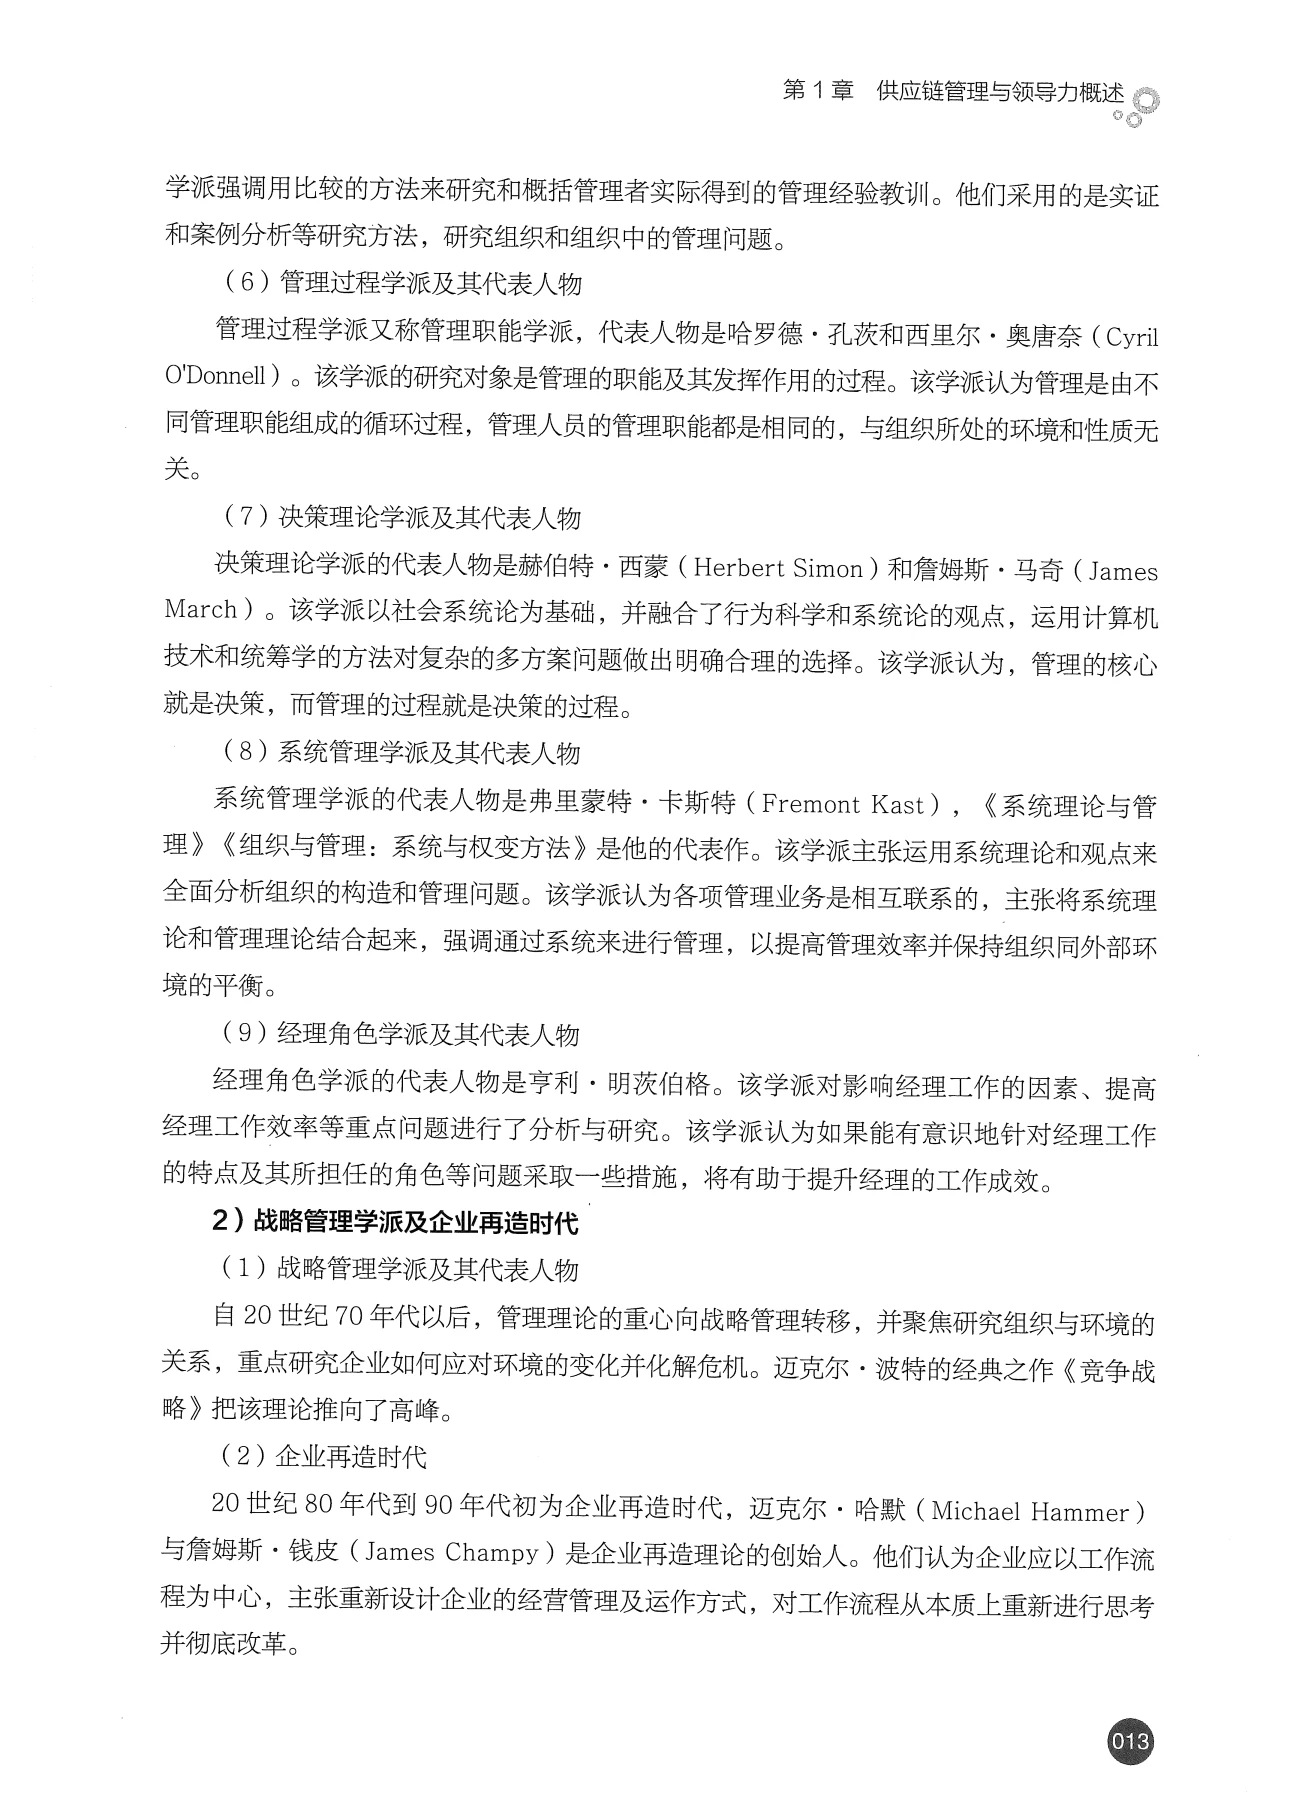 第 1 章　供应链管理与领导力概述
学派强调用比较的方法来研究和概括管理者实际得到的管理经验教训。他们采用的是实证
和案例分析等研究方法，研究组织和组织中的管理问题。
（6）管理过程学派及其代表人物
管理过程学派又称管理职能学派，代表人物是哈罗德·孔茨和西里尔·奥唐奈（Cyril
O'Donnell）。该学派的研究对象是管理的职能及其发挥作用的过程。该学派认为管理是由不
同管理职能组成的循环过程，管理人员的管理职能都是相同的，与组织所处的环境和性质无
关。
（7）决策理论学派及其代表人物
决策理论学派的代表人物是赫伯特·西蒙（Herbert Simon）和詹姆斯·马奇（James
March）。该学派以社会系统论为基础，并融合了行为科学和系统论的观点，运用计算机
技术和统筹学的方法对复杂的多方案问题做出明确合理的选择。该学派认为，管理的核心
就是决策，而管理的过程就是决策的过程。
（8）系统管理学派及其代表人物
系统管理学派的代表人物是弗里蒙特·卡斯特（Fremont Kast），《系统理论与管
理》《组织与管理：系统与权变方法》是他的代表作。该学派主张运用系统理论和观点来
全面分析组织的构造和管理问题。该学派认为各项管理业务是相互联系的，主张将系统理
论和管理理论结合起来，强调通过系统来进行管理，以提高管理效率并保持组织同外部环
境的平衡。
（9）经理角色学派及其代表人物
经理角色学派的代表人物是亨利·明茨伯格。该学派对影响经理工作的因素、提高
经理工作效率等重点问题进行了分析与研究。该学派认为如果能有意识地针对经理工作
的特点及其所担任的角色等问题采取一些措施，将有助于提升经理的工作成效。
2）战略管理学派及企业再造时代
（1）战略管理学派及其代表人物
自 20 世纪 70 年代以后，管理理论的重心向战略管理转移，并聚焦研究组织与环境的
关系，重点研究企业如何应对环境的变化并化解危机。迈克尔·波特的经典之作《竞争战
略》把该理论推向了高峰。
（2）企业再造时代
20 世纪 80 年代到 90 年代初为企业再造时代，迈克尔·哈默（Michael Hammer）
与詹姆斯·钱皮（James Champy）是企业再造理论的创始人。他们认为企业应以工作流
程为中心，主张重新设计企业的经营管理及运作方式，对工作流程从本质上重新进行思考
并彻底改革。
013